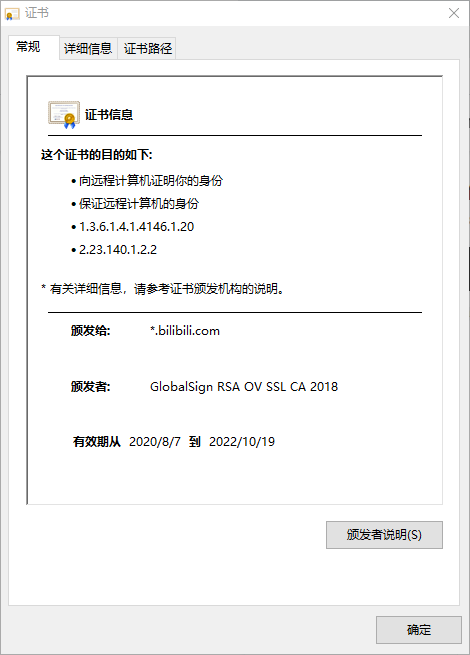 证书
常规 详细信息 证书路径
证书信息
这个证书的目的如下:
• 向远程计算机证明你的身份
• 保证远程计算机的身份
• 1.3.6.1.4.1.4146.1.20
• 2.23.140.1.2.2
* 有关详细信息，请参考证书颁发机构的说明。
颁发给: *.bilibili.com
颁发者: GlobalSign RSA OV SSL CA 2018
有效期从 2020/8/7 到 2022/10/19
颁发者说明(S)
确定